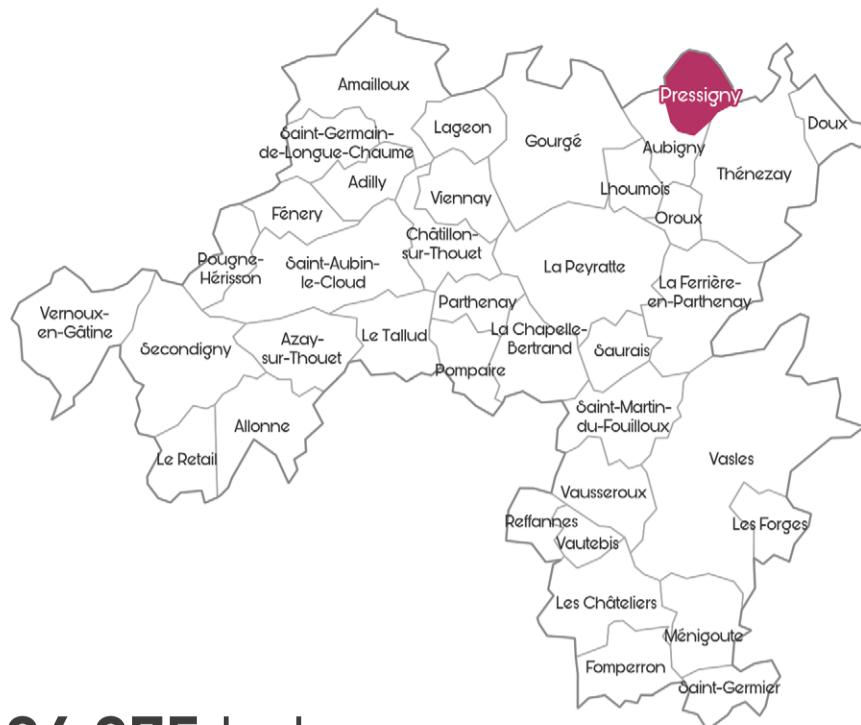 Amailloux
Pressigny
Doux
Saint-Germain-
de-Longue-Chaume
Lageon
Gourgé
Aubigny
Thénezay
Adilly
Viennay
Lhoumois
Fénery
Oroux
Châtillon-
sur-Thouet
Pougne-
Hérisson
Saint-Aubin-
le-Cloud
La Peyratte
La Ferrière-
en-Parthenay
Parthenay
Vernoux-
en-Gâtine
Secondigny
Azay-
sur-Thouet
Le Tallud
La Chapelle-
Bertrand
Saurais
Pompaire
Saint-Martin-
du-Fouilloux
Allonne
Le Retail
Vasles
Vausseroux
Reffannes
Vautebis
Les Forges
Les Châteliers
Ménigoute
Fomperron
Saint-Germier